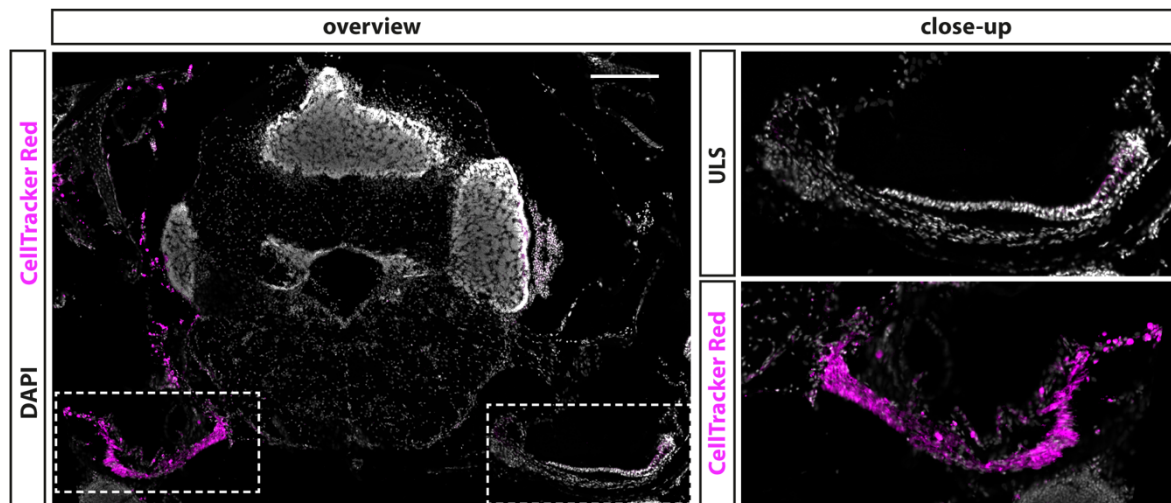 overview
close-up
CellTracker Red
DAPI
ULS
CellTracker Red